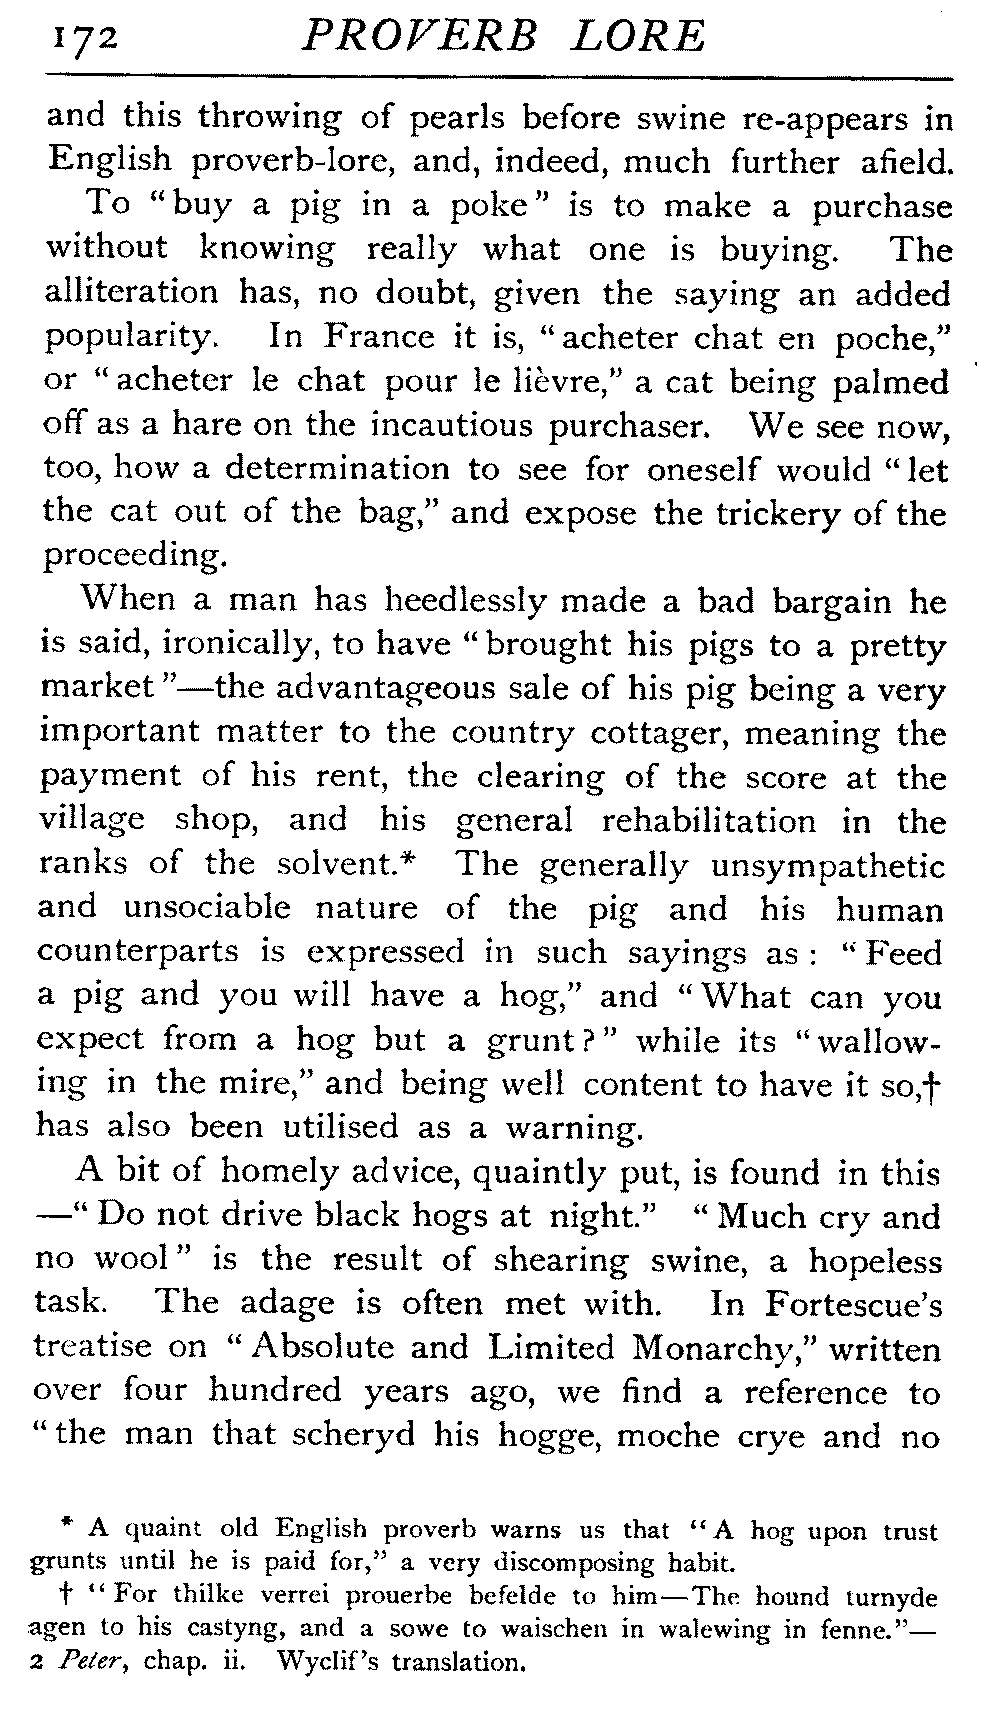 172 PROVERB LORE
and this throwing of pearls before swine re-appears in
English proverb-lore, and, indeed, much further afield.
To “buy a pig in a poke” is to make a purchase
without knowing really what one is buying. The
alliteration has, no doubt, given the saying an added
popularity. In France it is, “acheter chat en poche,”
or “acheter le chat pour le lièvre,” a cat being palmed
off as a hare on the incautious purchaser. We see now,
too, how a determination to see for oneself would “let
the cat out of the bag,” and expose the trickery of the
proceeding.
When a man has heedlessly made a bad bargain he
is said, ironically, to have “brought his pigs to a pretty
market”—the advantageous sale of his pig being a very
important matter to the country cottager, meaning the
payment of his rent, the clearing of the score at the
village shop, and his general rehabilitation in the
ranks of the solvent.* The generally unsympathetic
and unsociable nature of the pig and his human
counterparts is expressed in such sayings as: “Feed
a pig and you will have a hog,” and “What can you
expect from a hog but a grunt?” while its “wallow-
ing in the mire,” and being well content to have it so,†
has also been utilised as a warning.
A bit of homely advice, quaintly put, is found in this
—“Do not drive black hogs at night.” “Much cry and
no wool” is the result of shearing swine, a hopeless
task. The adage is often met with. In Fortescue's
treatise on “Absolute and Limited Monarchy,” written
over four hundred years ago, we find a reference to
“the man that scheryd his hogge, moche crye and no
* A quaint old English proverb warns us that “A hog upon trust
grunts until he is paid for,” a very discomposing habit.
† “For thilke verrei prouerbe befelde to him—The hound turnyde
agen to his castyng, and a sowe to waischen in walewing in fenne.”—
2 Peter, chap. ii. Wyclif's translation.